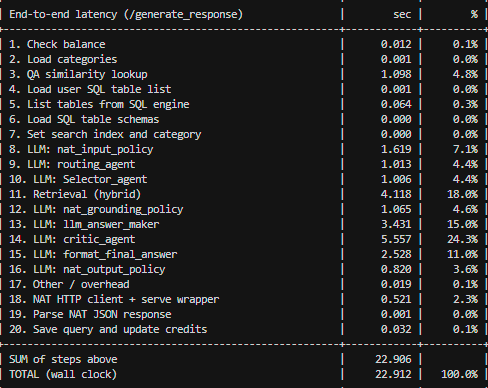 End-to-end latency (/generate_response) | sec | %
1. Check balance | 0.012 | 0.1%
2. Load categories | 0.001 | 0.0%
3. QA similarity lookup | 1.098 | 4.8%
4. Load user SQL table list | 0.001 | 0.0%
5. List tables from SQL engine | 0.064 | 0.3%
6. Load SQL table schemas | 0.000 | 0.0%
7. Set search index and category | 0.000 | 0.0%
8. LLM: nat_input_policy | 1.619 | 7.1%
9. LLM: routing_agent | 1.013 | 4.4%
10. LLM: Selector_agent | 1.006 | 4.4%
11. Retrieval (hybrid) | 4.118 | 18.0%
12. LLM: nat_grounding_policy | 1.065 | 4.6%
13. LLM: llm_answer_maker | 3.431 | 15.0%
14. LLM: critic_agent | 5.557 | 24.3%
15. LLM: format_final_answer | 2.528 | 11.0%
16. LLM: nat_output_policy | 0.820 | 3.6%
17. Other / overhead | 0.019 | 0.1%
18. NAT HTTP client + serve wrapper | 0.521 | 2.3%
19. Parse NAT JSON response | 0.001 | 0.0%
20. Save query and update credits | 0.032 | 0.1%
SUM of steps above | 22.906 |
TOTAL (wall clock) | 22.912 | 100.0%